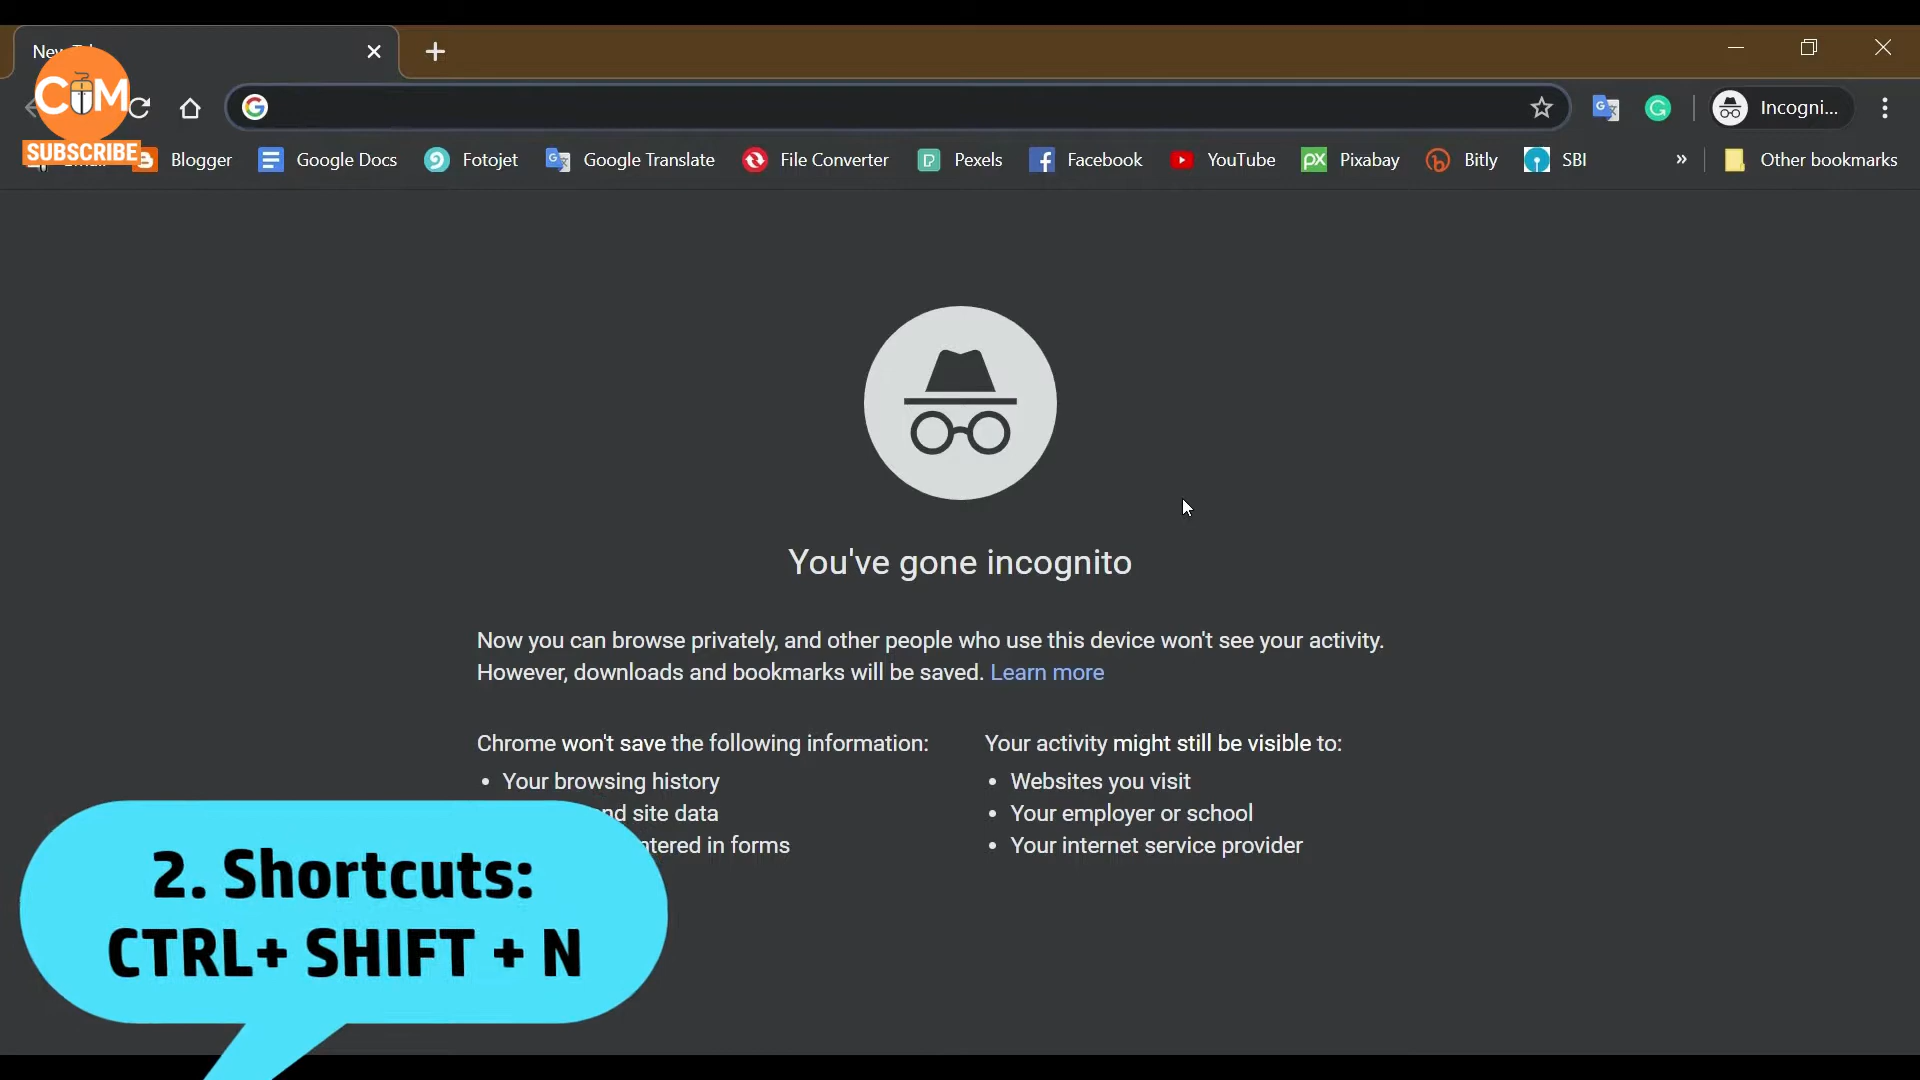 New
CTM
SUBSCRIBE
Incogni...
Blogger
Google Docs
Fotojet
Google Translate
File Converter
Pexels
Facebook
YouTube
Pixabay
Bitly
SBI
»
Other bookmarks
You've gone incognito
Now you can browse privately, and other people who use this device won't see your activity.
However, downloads and bookmarks will be saved. Learn more
Chrome won't save the following information:
• Your browsing history
site data
in forms
Your activity might still be visible to:
• Websites you visit
• Your employer or school
• Your internet service provider
2. Shortcuts:
CTRL+ SHIFT + N